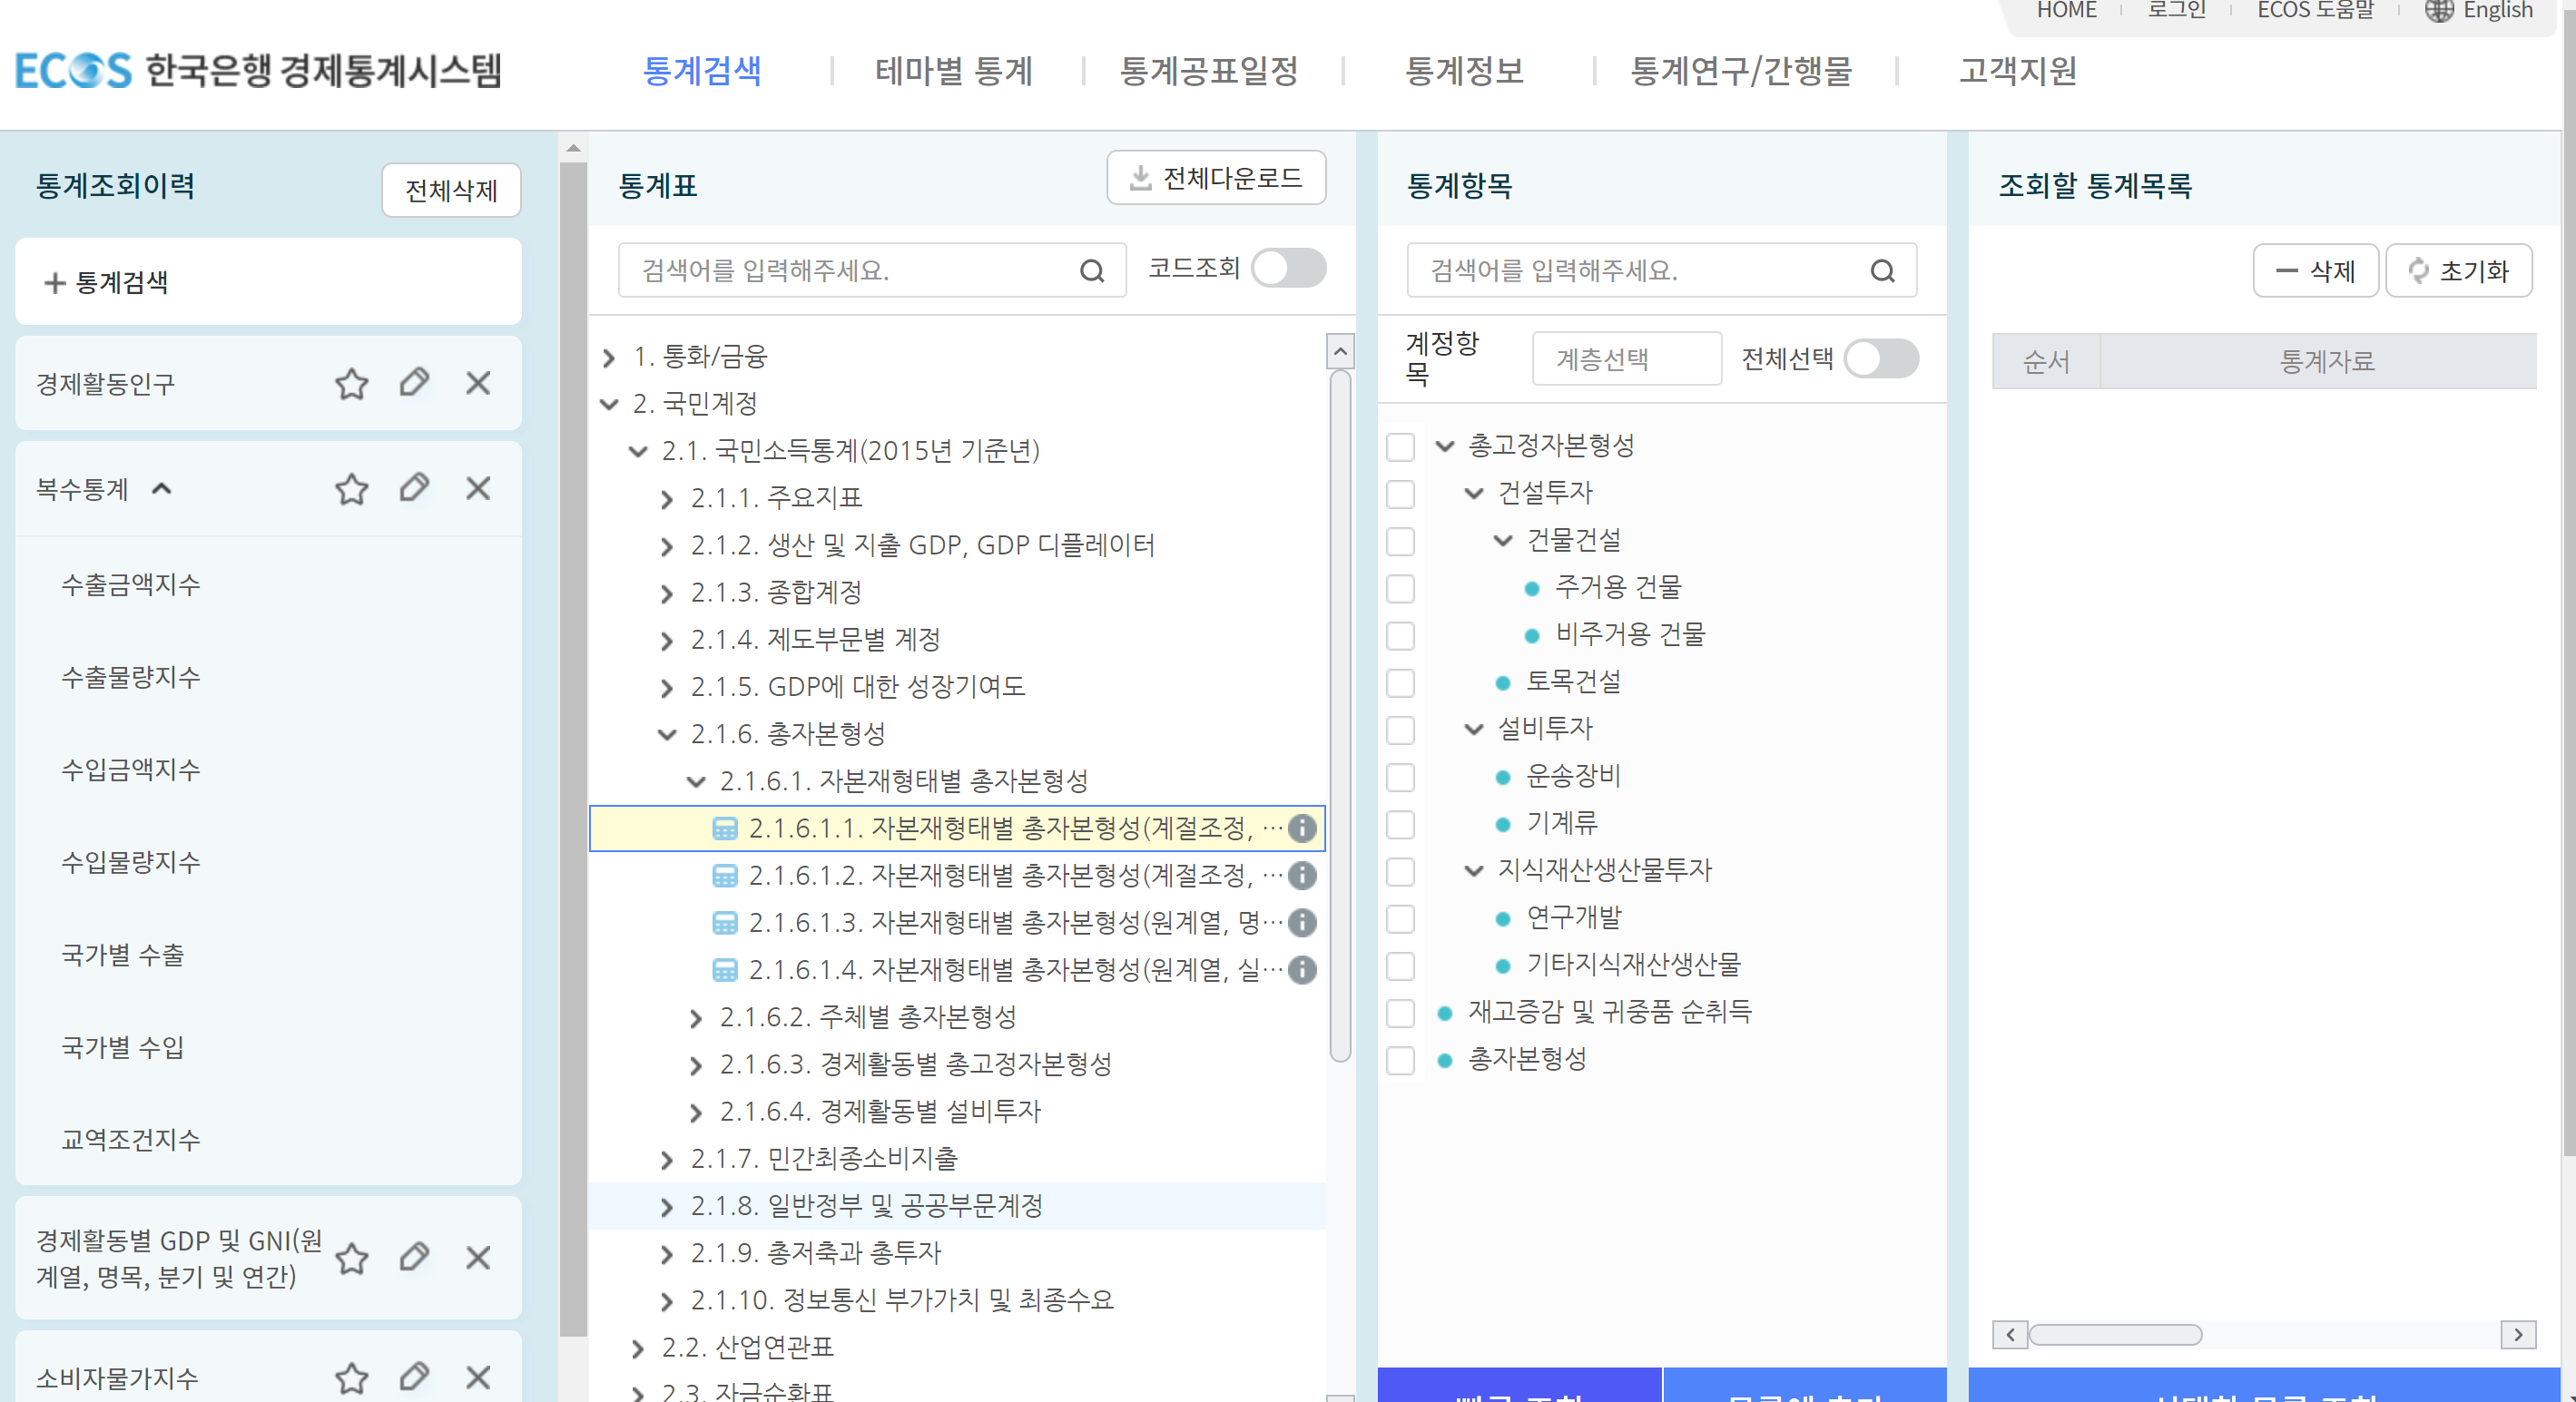 HOME
로그인
ECOS 도움말
English
ECOS 한국은행 경제통계시스템
통계검색
테마별 통계
통계공표일정
통계정보
통계연구/간행물
고객지원
통계조회이력
전체삭제
통계검색
경제활동인구
복수통계
수출금액지수
수출물량지수
수입금액지수
수입물량지수
국가별 수출
국가별 수입
교역조건지수
경제활동별 GDP 및 GNI(원
계열, 명목, 분기 및 연간)
소비자물가지수
통계표
전체다운로드
검색어를 입력해주세요.
코드조회
1. 통화/금융
2. 국민계정
2.1. 국민소득통계(2015년 기준년)
2.1.1. 주요지표
2.1.2. 생산 및 지출 GDP, GDP 디플레이터
2.1.3. 종합계정
2.1.4. 제도부문별 계정
2.1.5. GDP에 대한 성장기여도
2.1.6. 총자본형성
2.1.6.1. 자본재형태별 총자본형성
2.1.6.1.1. 자본재형태별 총자본형성(계절조정, …
2.1.6.1.2. 자본재형태별 총자본형성(계절조정, …
2.1.6.1.3. 자본재형태별 총자본형성(원계열, 명…
2.1.6.1.4. 자본재형태별 총자본형성(원계열, 실…
2.1.6.2. 주체별 총자본형성
2.1.6.3. 경제활동별 총고정자본형성
2.1.6.4. 경제활동별 설비투자
2.1.7. 민간최종소비지출
2.1.8. 일반정부 및 공공부문계정
2.1.9. 총저축과 총투자
2.1.10. 정보통신 부가가치 및 최종수요
2.2. 산업연관표
2.3. 자금순환표
통계항목
검색어를 입력해주세요.
계정항
목
계층선택
전체선택
총고정자본형성
건설투자
건물건설
주거용 건물
비주거용 건물
토목건설
설비투자
운송장비
기계류
지식재산생산물투자
연구개발
기타지식재산생산물
재고증감 및 귀중품 순취득
총자본형성
조회할 통계목록
삭제
초기화
순서
통계자료